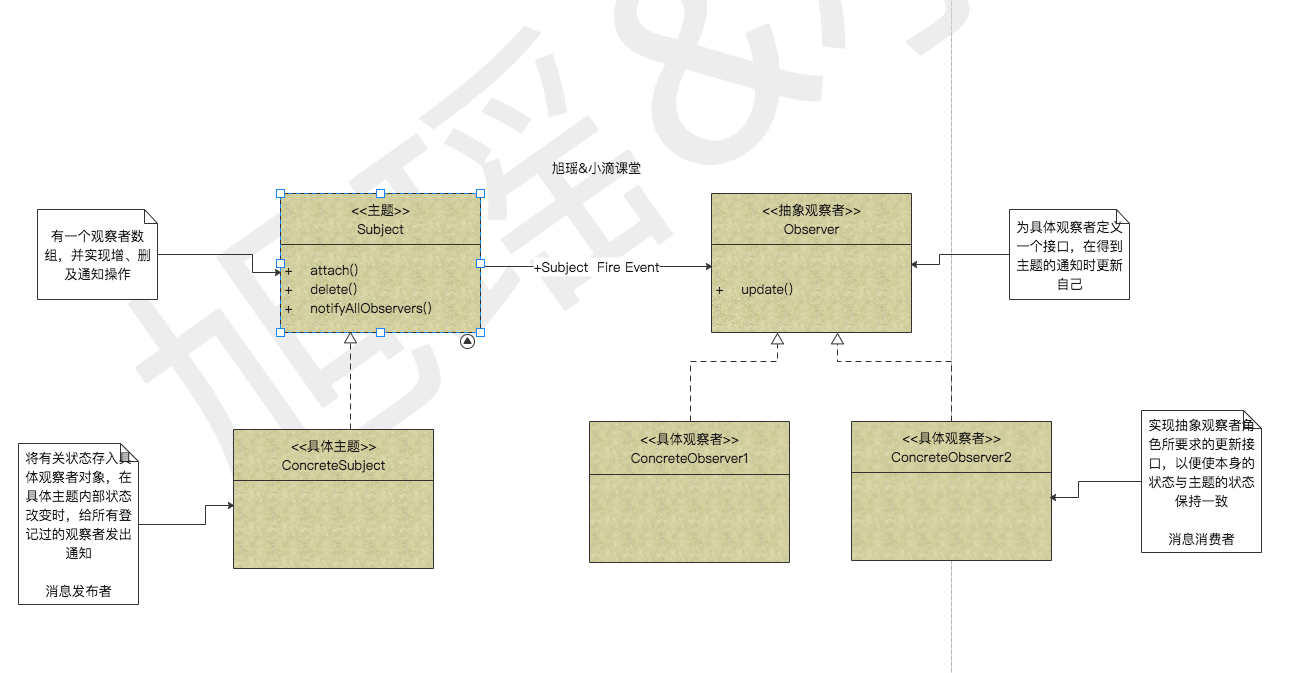 旭瑶&小
旭瑶&小滴课堂
有一个观察者数
组，并实现增、删
及通知操作
<<主题>>
Subject
+ attach()
+ delete()
+ notifyAllObservers()
+Subject Fire Event
<<抽象观察者>>
Observer
+ update()
为具体观察者定义
一个接口，在得到
主题的通知时更新
自己
将有关状态存入具
体观察者对象，在
具体主题内部状态
改变时，给所有登
记过的观察者发出
通知
消息发布者
<<具体主题>>
ConcreteSubject
<<具体观察者>>
ConcreteObserver1
<<具体观察者>>
ConcreteObserver2
实现抽象观察者角
色所要求的更新接
口，以便使本身的
状态与主题的状态
保持一致
消息消费者